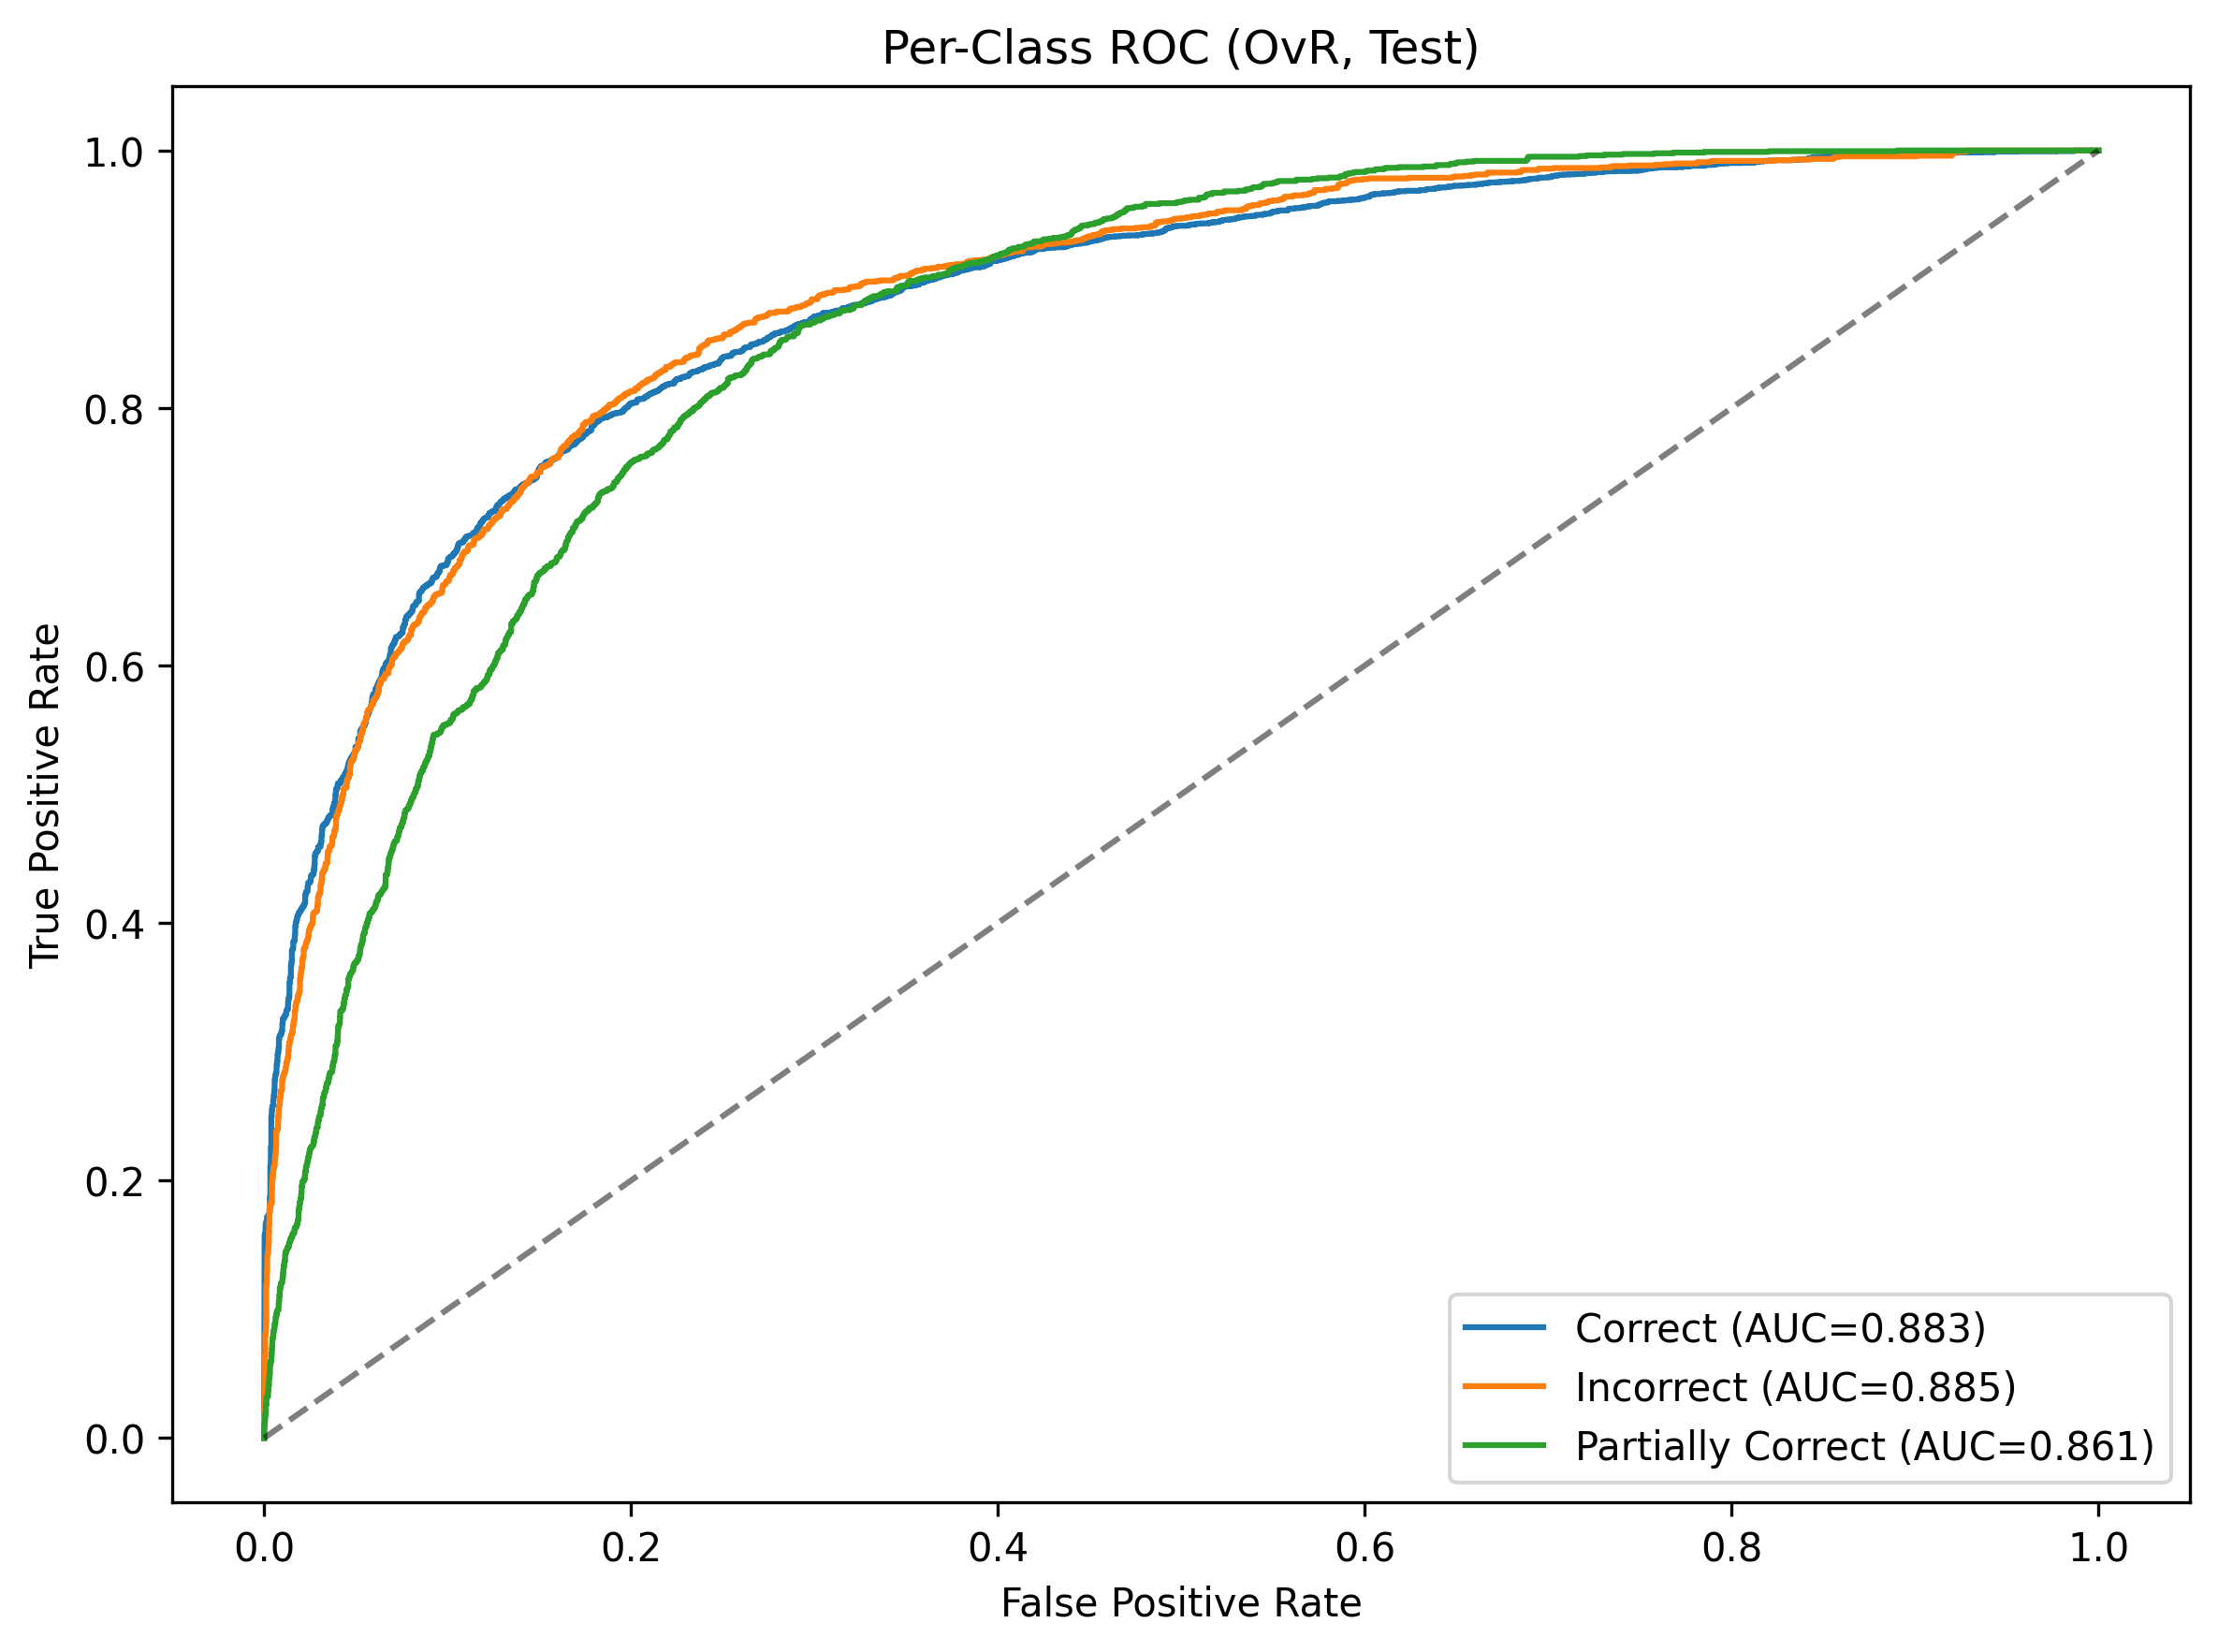 Per-Class ROC (OvR, Test)
True Positive Rate
1.0
0.8
0.6
0.4
0.2
0.0
0.0 0.2 0.4 0.6 0.8 1.0
False Positive Rate
Correct (AUC=0.883)
Incorrect (AUC=0.885)
Partially Correct (AUC=0.861)